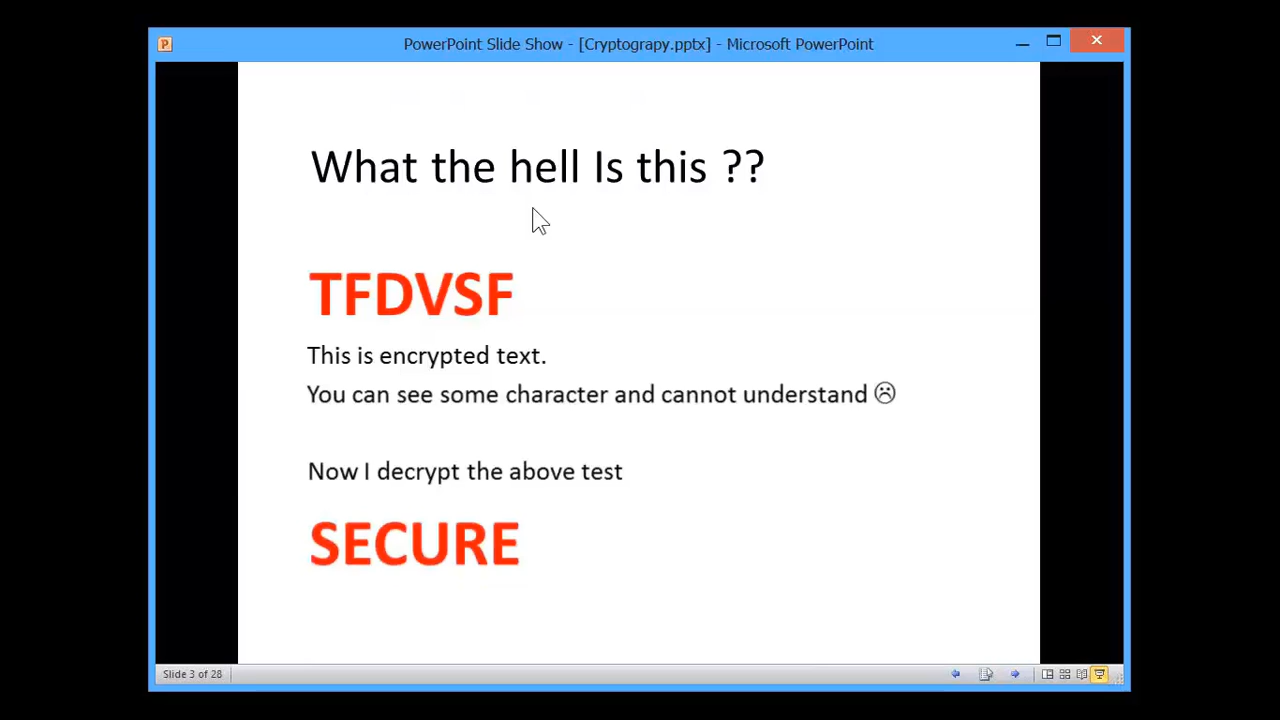 PowerPoint Slide Show - [Cryptograpy.pptx] - Microsoft PowerPoint
What the hell Is this ??
TFDVSF
This is encrypted text.
You can see some character and cannot understand ☹
Now I decrypt the above test
SECURE
Slide 3 of 28